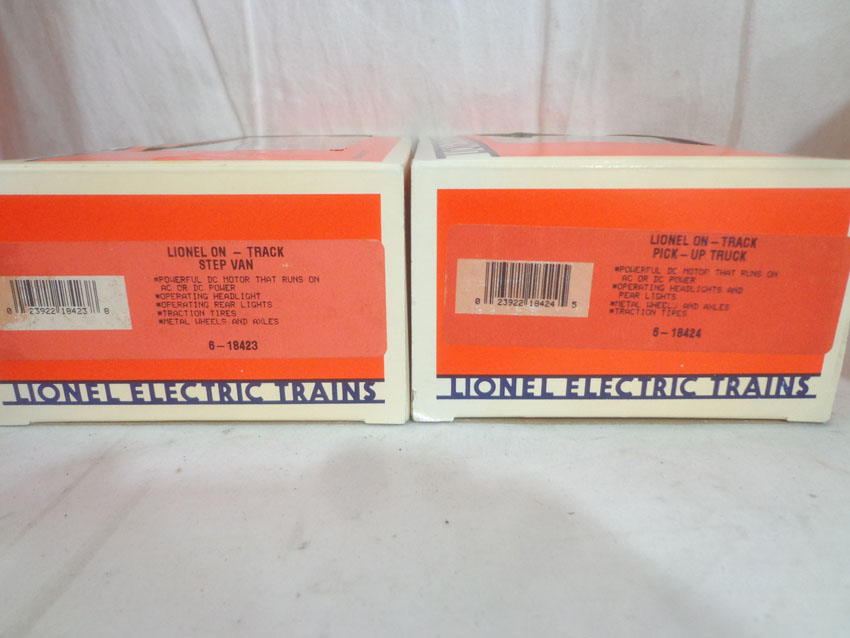 LIONEL ON – TRACK
STEP VAN
*POWERFUL DC MOTOR THAT RUNS ON
AC OR DC POWER
*OPERATING HEADLIGHT
*OPERATING REAR LIGHTS
*TRACTION TIRES
*METAL WHEELS AND AXLES
0 23922 18423 8
6–18423
LIONEL ELECTRIC TRAINS
LIONEL ON – TRACK
PICK – UP TRUCK
*POWERFUL DC MOTOR THAT RUNS ON
AC OR DC POWER
*OPERATING HEADLIGHTS AND
REAR LIGHTS
*METAL WHEELS AND AXLES
*TRACTION TIRES
0 23922 18424 5
6–18424
LIONEL ELECTRIC TRAINS